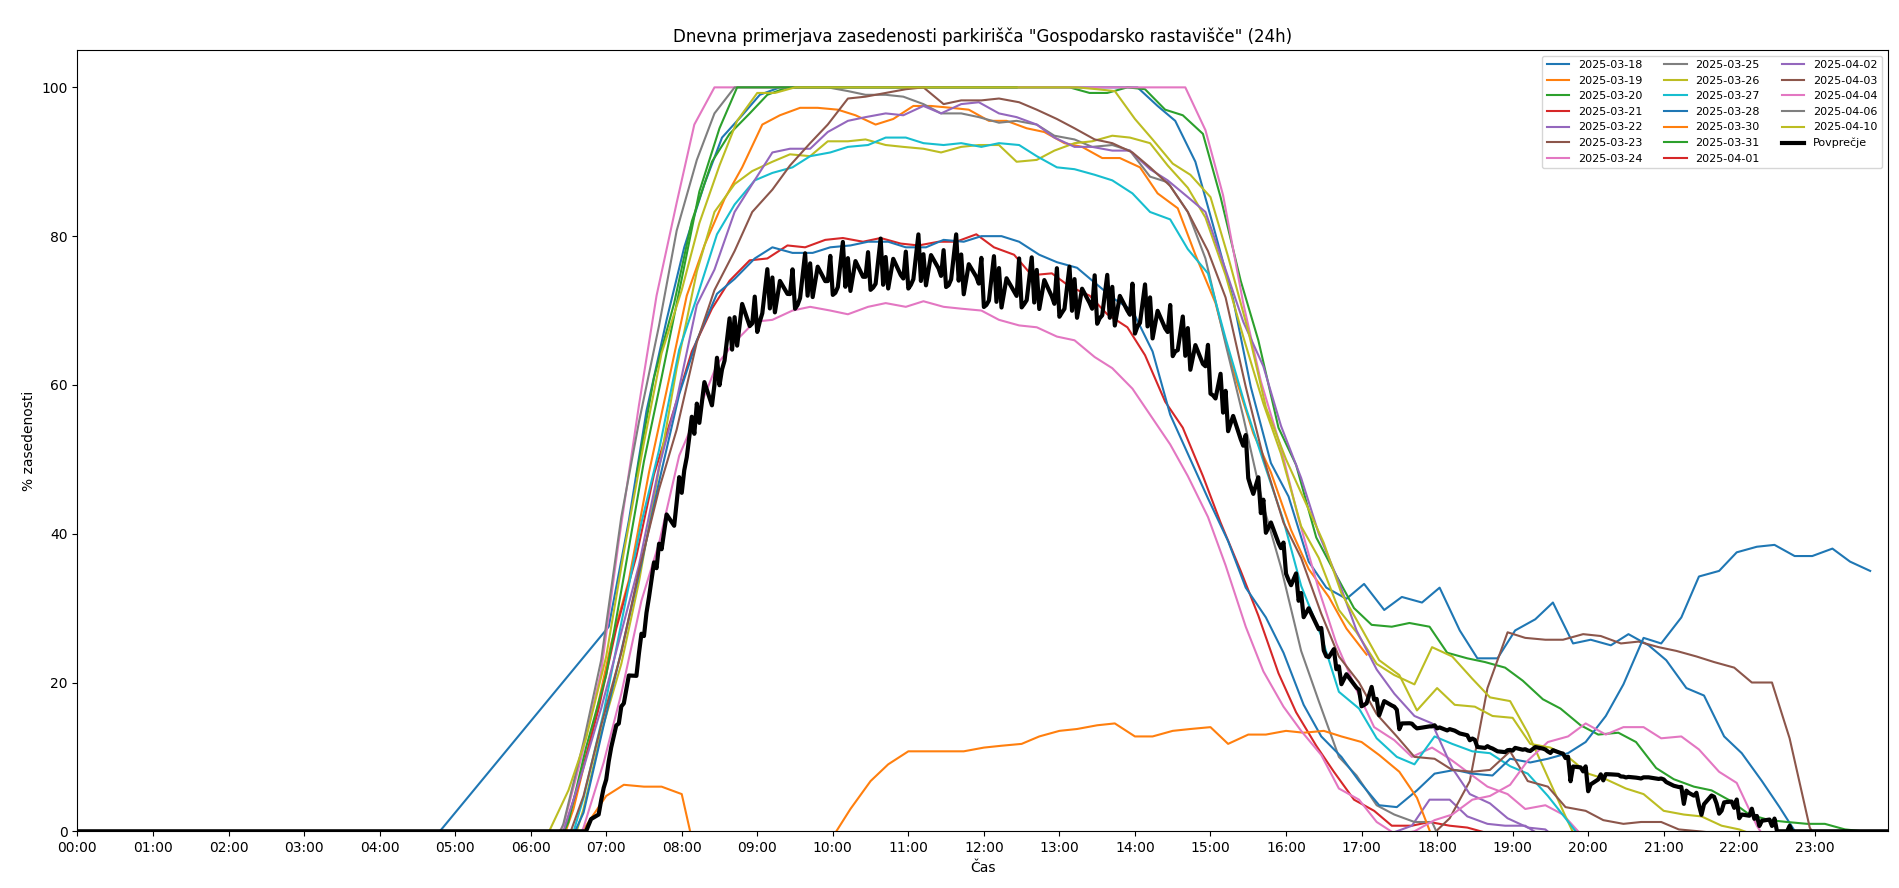 Dnevna primerjava zasedenosti parkirišča "Gospodarsko rastavišče" (24h)
2025-03-18 2025-03-25 2025-04-02
2025-03-19 2025-03-26 2025-04-03
2025-03-20 2025-03-27 2025-04-04
2025-03-21 2025-03-28 2025-04-06
2025-03-22 2025-03-30 2025-04-10
2025-03-23 2025-03-31 Povprečje
2025-03-24 2025-04-01
100
80
60
40
20
0
% zasedenosti
00:00 01:00 02:00 03:00 04:00 05:00 06:00 07:00 08:00 09:00 10:00 11:00 12:00 13:00 14:00 15:00 16:00 17:00 18:00 19:00 20:00 21:00 22:00 23:00
Čas